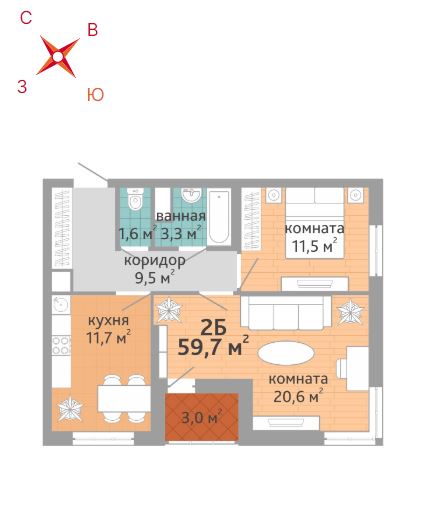 С
В
З
Ю
ванная
1,6 м²
3,3 м²
комната
11,5 м²
коридор
9,5 м²
кухня
11,7 м²
2Б
59,7 м²
комната
20,6 м²
3,0 м²